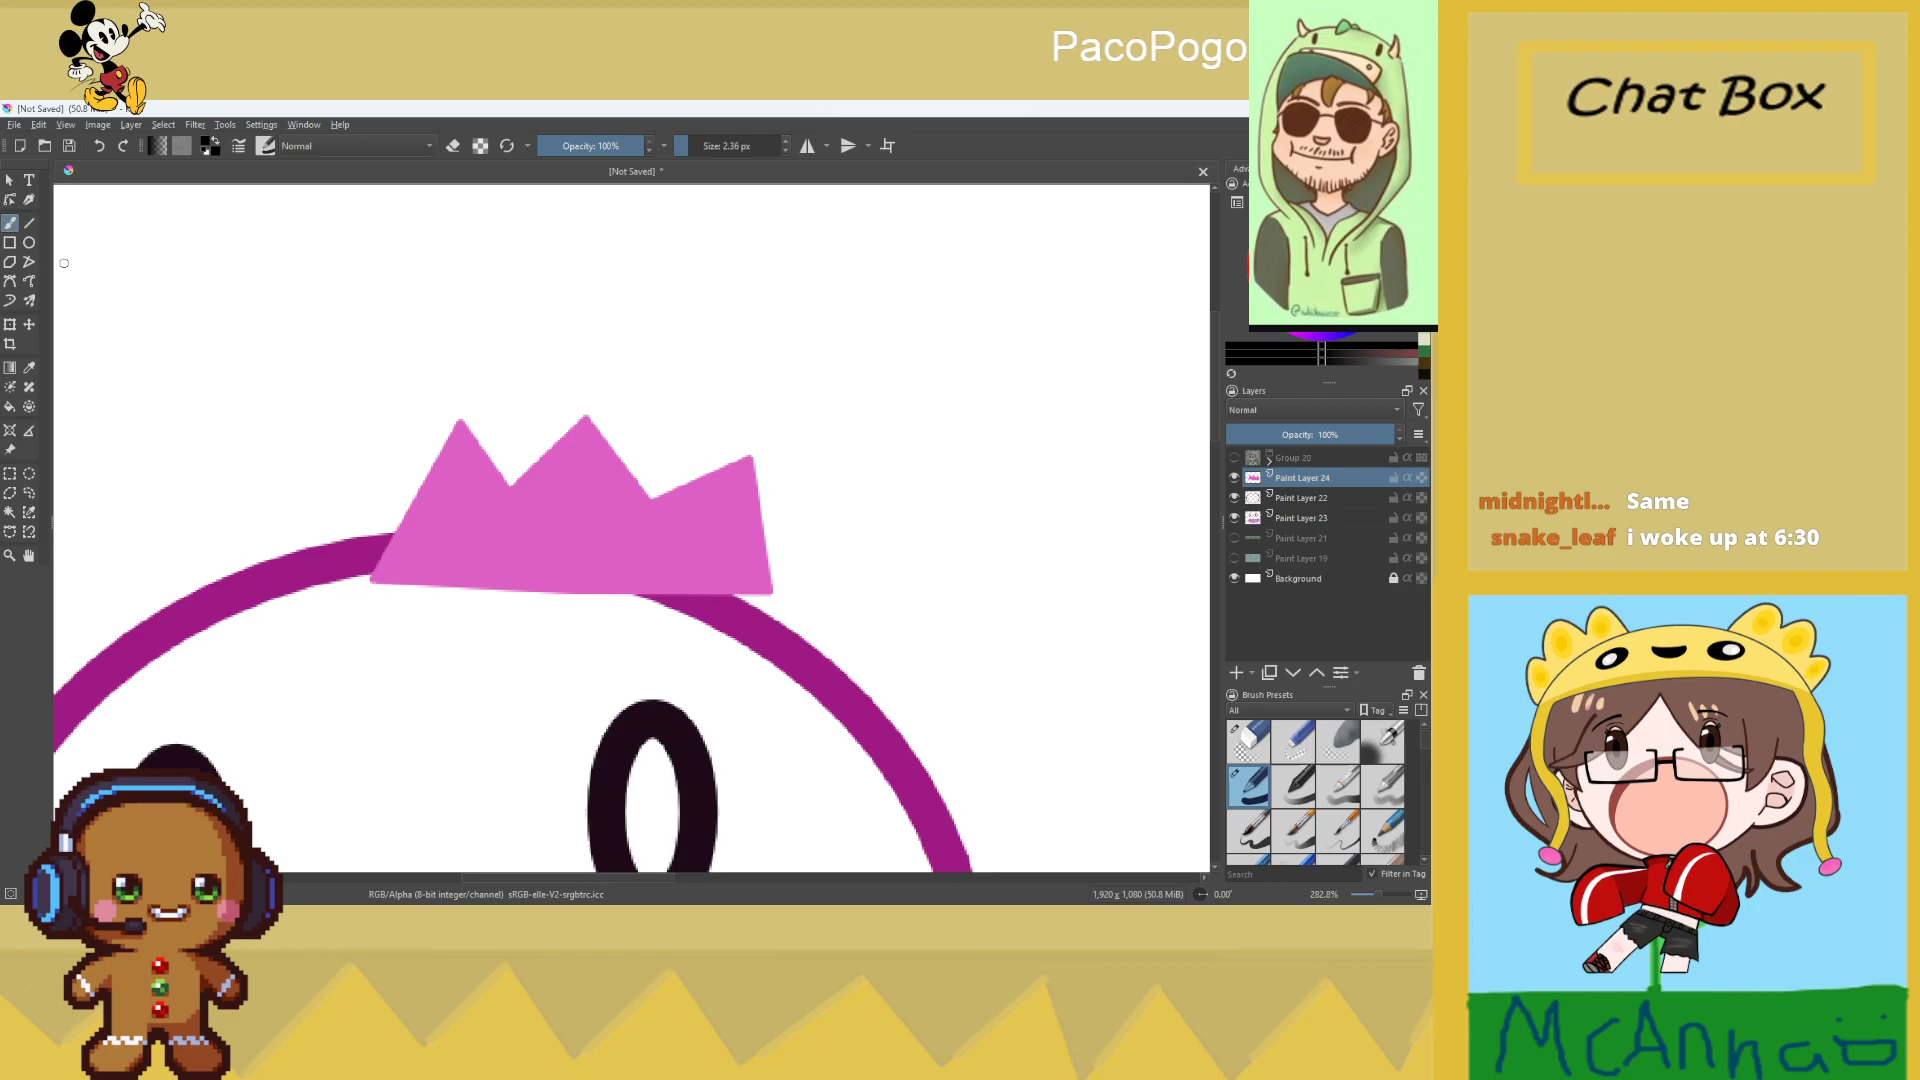 PacoPogo
Chat Box
[Not Saved] (50.8
File Edit View Image Layer Select Filter Tools Settings Window Help
Normal
Opacity: 100%
Size: 2.36 px
[Not Saved] *
Adva
Layers
Normal
Opacity: 100%
Group 20
Paint Layer 24
Paint Layer 22
Paint Layer 23
Paint Layer 21
Paint Layer 19
Background
midnightl... Same
snake_leaf i woke up at 6:30
Brush Presets
All
Tag
Search
Filter in Tag
RGB/Alpha (8-bit integer/channel) sRGB-elle-V2-srgbtrc.icc
1,920 x 1,080 (50.8 MiB)
0.00°
282.8%
McAnna